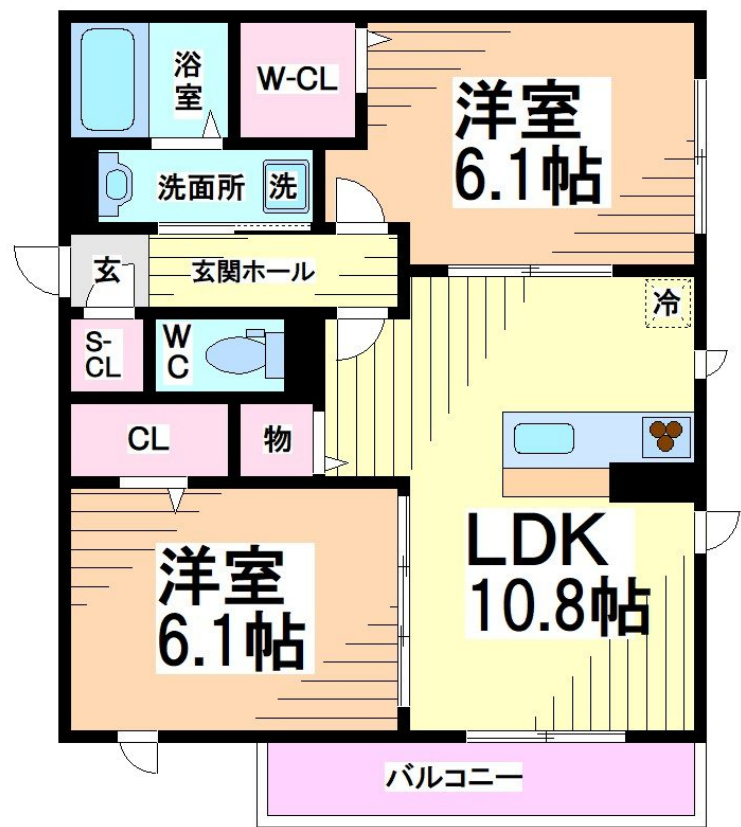 浴
室
W-CL
洋室
6.1帖
洗面所
洗
玄
玄関ホール
冷
S-
CL
W
C
CL
物
LDK
10.8帖
洋室
6.1帖
バルコニー